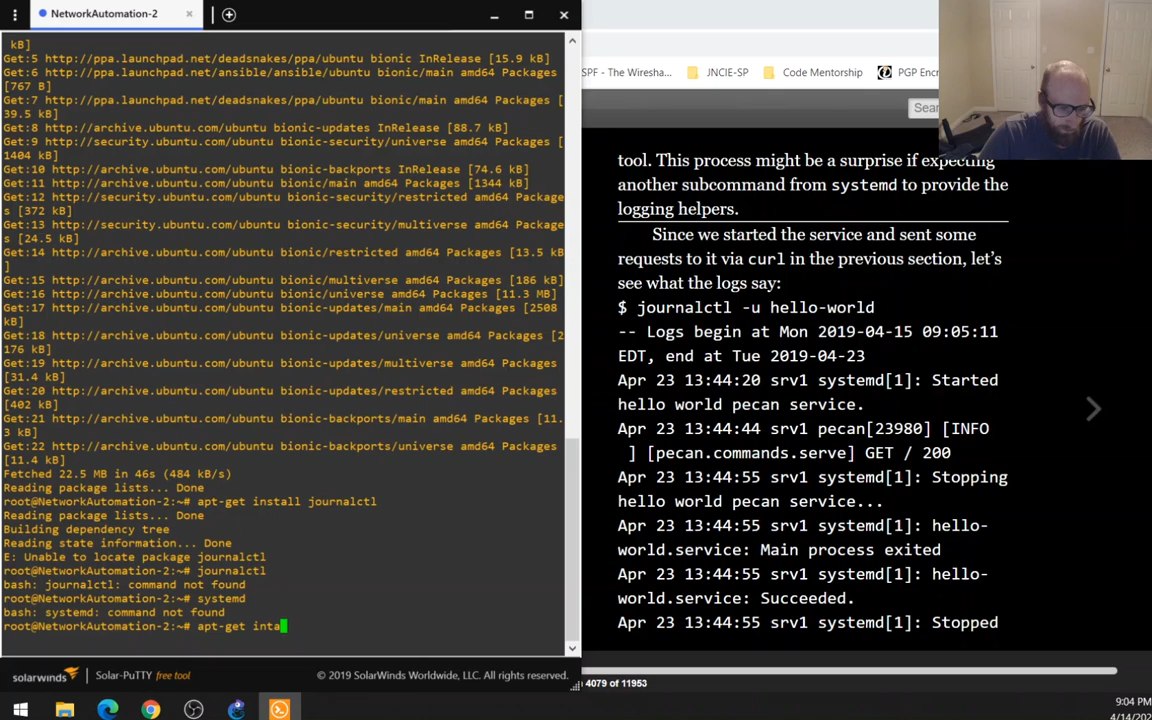 NetworkAutomation-2
kB]
Get:5 http://ppa.launchpad.net/deadsnakes/ppa/ubuntu bionic InRelease [15.9 kB]
Get:6 http://ppa.launchpad.net/ansible/ansible/ubuntu bionic/main amd64 Packages
[767 B]
Get:7 http://ppa.launchpad.net/deadsnakes/ppa/ubuntu bionic/main amd64 Packages [
39.5 kB]
Get:8 http://archive.ubuntu.com/ubuntu bionic-updates InRelease [88.7 kB]
Get:9 http://security.ubuntu.com/ubuntu bionic-security/universe amd64 Packages [
1404 kB]
Get:10 http://archive.ubuntu.com/ubuntu bionic-backports InRelease [74.6 kB]
Get:11 http://archive.ubuntu.com/ubuntu bionic/main amd64 Packages [1344 kB]
Get:12 http://security.ubuntu.com/ubuntu bionic-security/restricted amd64 Package
s [372 kB]
Get:13 http://security.ubuntu.com/ubuntu bionic-security/multiverse amd64 Package
s [24.5 kB]
Get:14 http://archive.ubuntu.com/ubuntu bionic/restricted amd64 Packages [13.5 kB
]
Get:15 http://archive.ubuntu.com/ubuntu bionic/multiverse amd64 Packages [186 kB]
Get:16 http://archive.ubuntu.com/ubuntu bionic/universe amd64 Packages [11.3 MB]
Get:17 http://archive.ubuntu.com/ubuntu bionic-updates/main amd64 Packages [2508
kB]
Get:18 http://archive.ubuntu.com/ubuntu bionic-updates/universe amd64 Packages [2
176 kB]
Get:19 http://archive.ubuntu.com/ubuntu bionic-updates/multiverse amd64 Packages
[31.4 kB]
Get:20 http://archive.ubuntu.com/ubuntu bionic-updates/restricted amd64 Packages
[402 kB]
Get:21 http://archive.ubuntu.com/ubuntu bionic-backports/main amd64 Packages [11.
3 kB]
Get:22 http://archive.ubuntu.com/ubuntu bionic-backports/universe amd64 Packages
[11.4 kB]
Fetched 22.5 MB in 46s (484 kB/s)
Reading package lists... Done
root@NetworkAutomation-2:~# apt-get install journalctl
Reading package lists... Done
Building dependency tree
Reading state information... Done
E: Unable to locate package journalctl
root@NetworkAutomation-2:~# journalctl
bash: journalctl: command not found
root@NetworkAutomation-2:~# systemd
bash: systemd: command not found
root@NetworkAutomation-2:~# apt-get inta
solarwinds Solar-PuTTY free tool © 2019 SolarWinds Worldwide, LLC. All rights reserved.
SPF - The Wiresha... JNCIE-SP Code Mentorship PGP Encr
Sear
tool. This process might be a surprise if expecting
another subcommand from systemd to provide the
logging helpers.
Since we started the service and sent some
requests to it via curl in the previous section, let's
see what the logs say:
$ journalctl -u hello-world
-- Logs begin at Mon 2019-04-15 09:05:11
EDT, end at Tue 2019-04-23
Apr 23 13:44:20 srv1 systemd[1]: Started
hello world pecan service.
Apr 23 13:44:44 srv1 pecan[23980] [INFO
] [pecan.commands.serve] GET / 200
Apr 23 13:44:55 srv1 systemd[1]: Stopping
hello world pecan service...
Apr 23 13:44:55 srv1 systemd[1]: hello-
world.service: Main process exited
Apr 23 13:44:55 srv1 systemd[1]: hello-
world.service: Succeeded.
Apr 23 13:44:55 srv1 systemd[1]: Stopped
4079 of 11953
9:04 PM